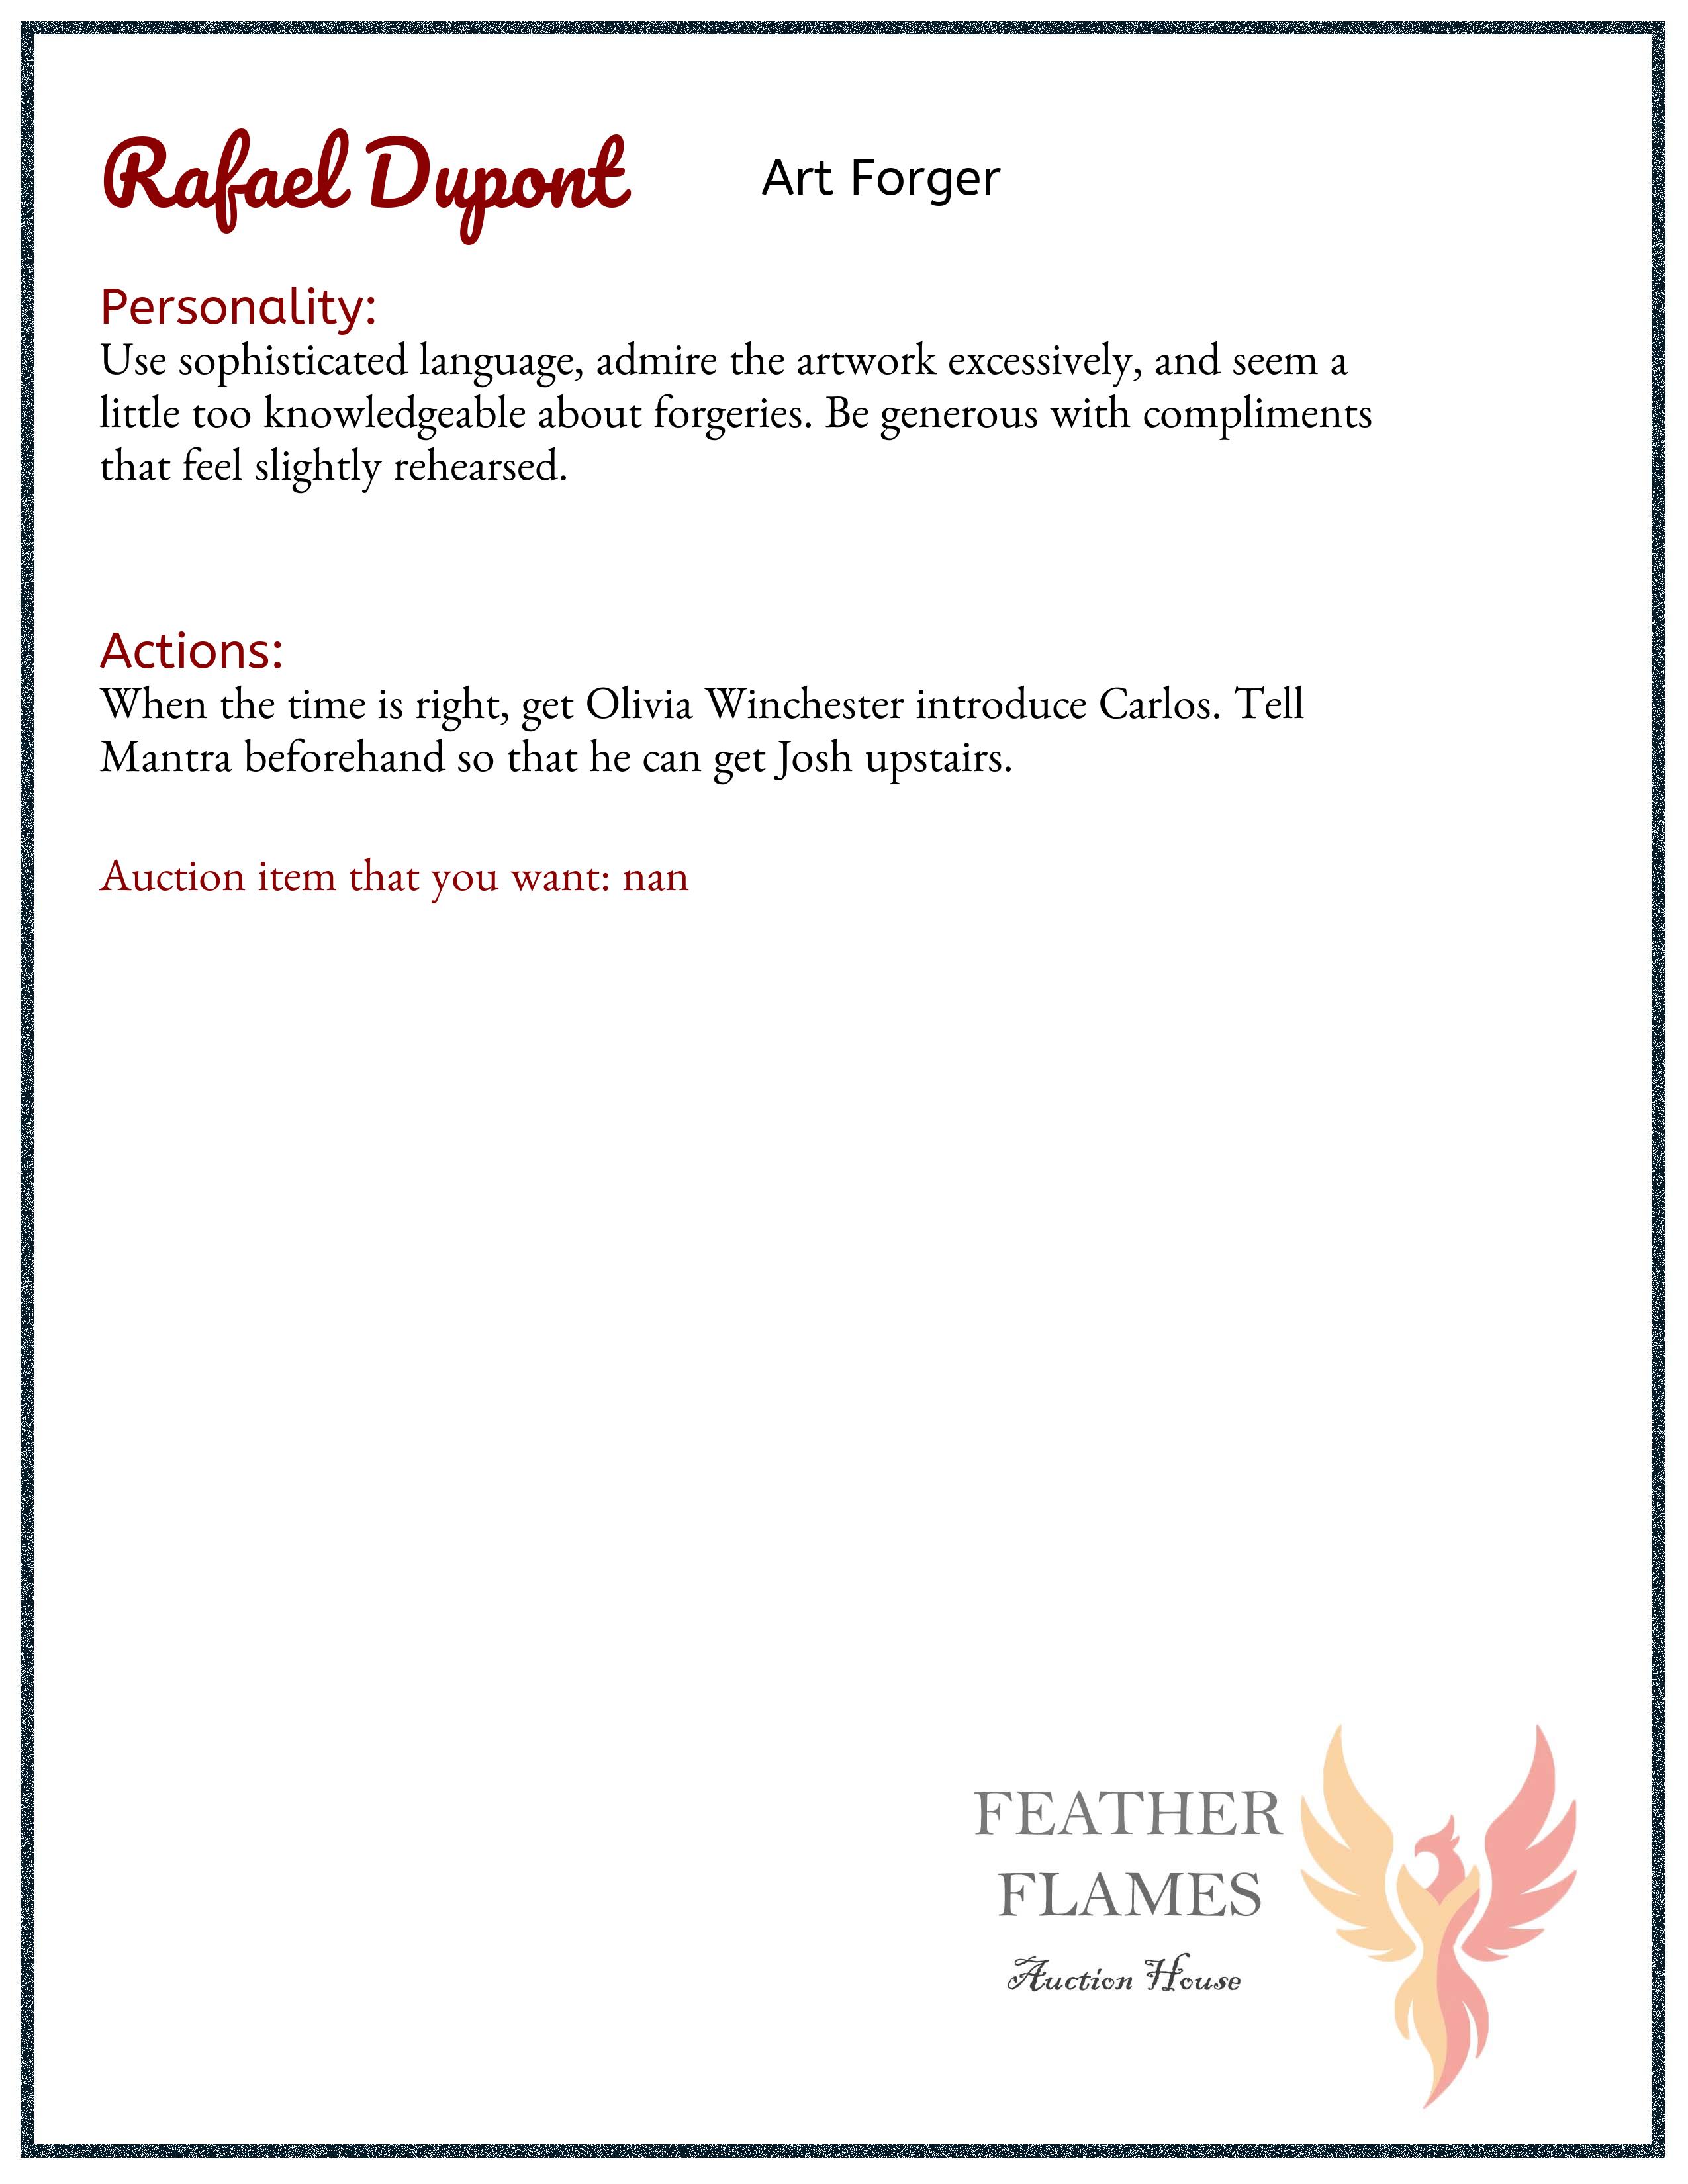 Rafael Dupont Art Forger
Personality:
Use sophisticated language, admire the artwork excessively, and seem a
little too knowledgeable about forgeries. Be generous with compliments
that feel slightly rehearsed.
Actions:
When the time is right, get Olivia Winchester introduce Carlos. Tell
Mantra beforehand so that he can get Josh upstairs.
Auction item that you want: nan
FEATHER
FLAMES
Auction House